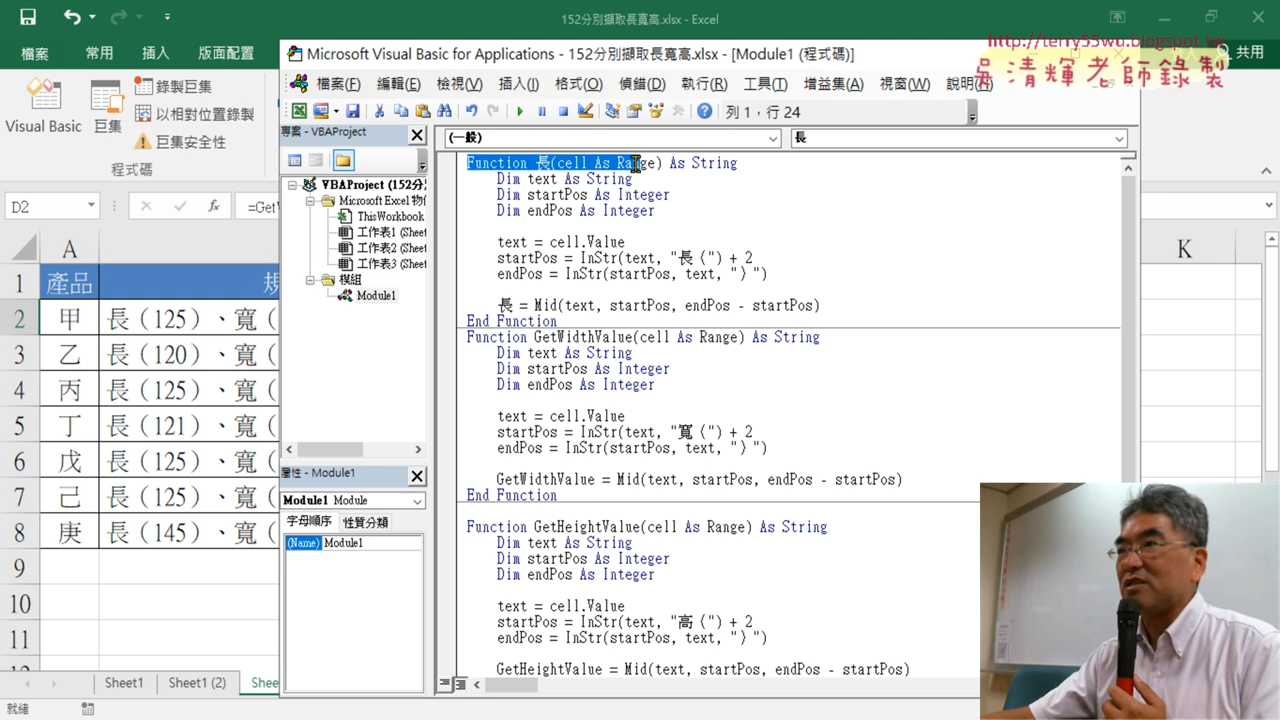 152分別擷取長寬高.xlsx - Excel
檔案 常用 插入 版面配置 共用
http://terry55wu.blogspot.tw
吳清輝老師錄製
Visual Basic 巨集 錄製巨集 以相對位置錄製 巨集安全性
程式碼
D2 fx
A K
1 產品
2 甲 長（125）、寬（
3 乙 長（120）、寬（
4 丙 長（125）、寬（
5 丁 長（121）、寬（
6 戊 長（125）、寬（
7 己 長（125）、寬（
8 庚 長（145）、寬（
9
10
11
Sheet1 Sheet1 (2) Shee
就緒
Microsoft Visual Basic for Applications - 152分別擷取長寬高.xlsx - [Module1 (程式碼)]
檔案(F) 編輯(E) 檢視(V) 插入(I) 格式(O) 偵錯(D) 執行(R) 工具(T) 增益集(A) 視窗(W) 說明(H)
列 1，行 24
專案 - VBAProject
VBAProject (152分
Microsoft Excel 物件
ThisWorkbook
工作表1 (Sheet
工作表2 (Sheet
工作表3 (Sheet
模組
Module1
屬性 - Module1
Module1 Module
字母順序 性質分類
(Name) Module1
(一般) 長
Function 長(cell As Range) As String
Dim text As String
Dim startPos As Integer
Dim endPos As Integer
text = cell.Value
startPos = InStr(text, "長（") + 2
endPos = InStr(startPos, text, "）")
長 = Mid(text, startPos, endPos - startPos)
End Function
Function GetWidthValue(cell As Range) As String
Dim text As String
Dim startPos As Integer
Dim endPos As Integer
text = cell.Value
startPos = InStr(text, "寬（") + 2
endPos = InStr(startPos, text, "）")
GetWidthValue = Mid(text, startPos, endPos - startPos)
End Function
Function GetHeightValue(cell As Range) As String
Dim text As String
Dim startPos As Integer
Dim endPos As Integer
text = cell.Value
startPos = InStr(text, "高（") + 2
endPos = InStr(startPos, text, "）")
GetHeightValue = Mid(text, startPos, endPos - startPos)